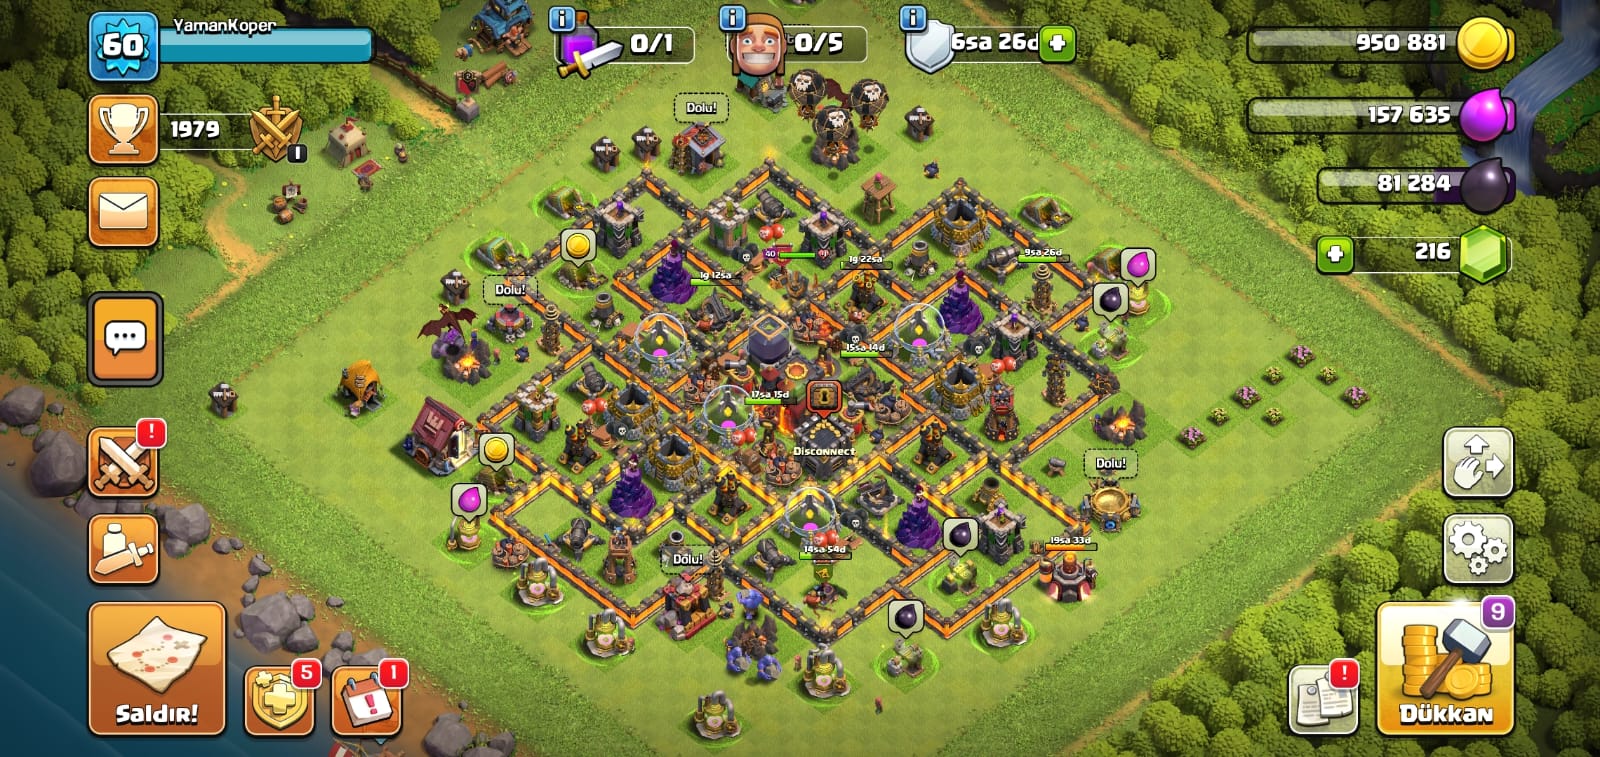 YamanKoper
60
0/1
0/5
6sa 26d
950 881
1979
I
157 635
81 284
216
Dolu!
Dolu!
40
1g 12sa
1g 22sa
9sa 26d
15sa 14d
17sa 15d
Disconnect
Dolu!
Dolu!
14sa 54d
19sa 33d
!
Saldır!
5
1
!
9
Dükkan